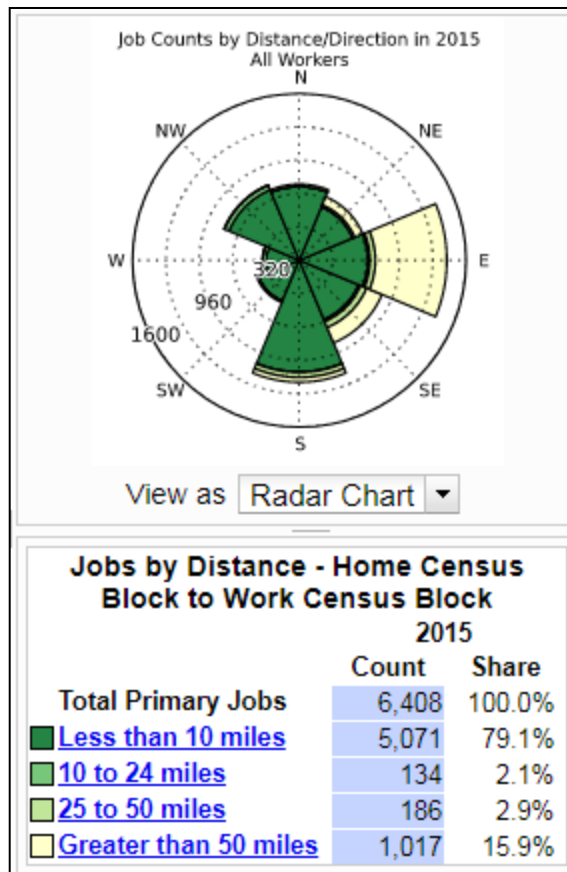 Job Counts by Distance/Direction in 2015
All Workers
N
NW
NE
W
320
E
960
1600
SW
SE
S
View as Radar Chart
Jobs by Distance - Home Census
Block to Work Census Block
2015
Count Share
Total Primary Jobs 6,408 100.0%
Less than 10 miles 5,071 79.1%
10 to 24 miles 134 2.1%
25 to 50 miles 186 2.9%
Greater than 50 miles 1,017 15.9%